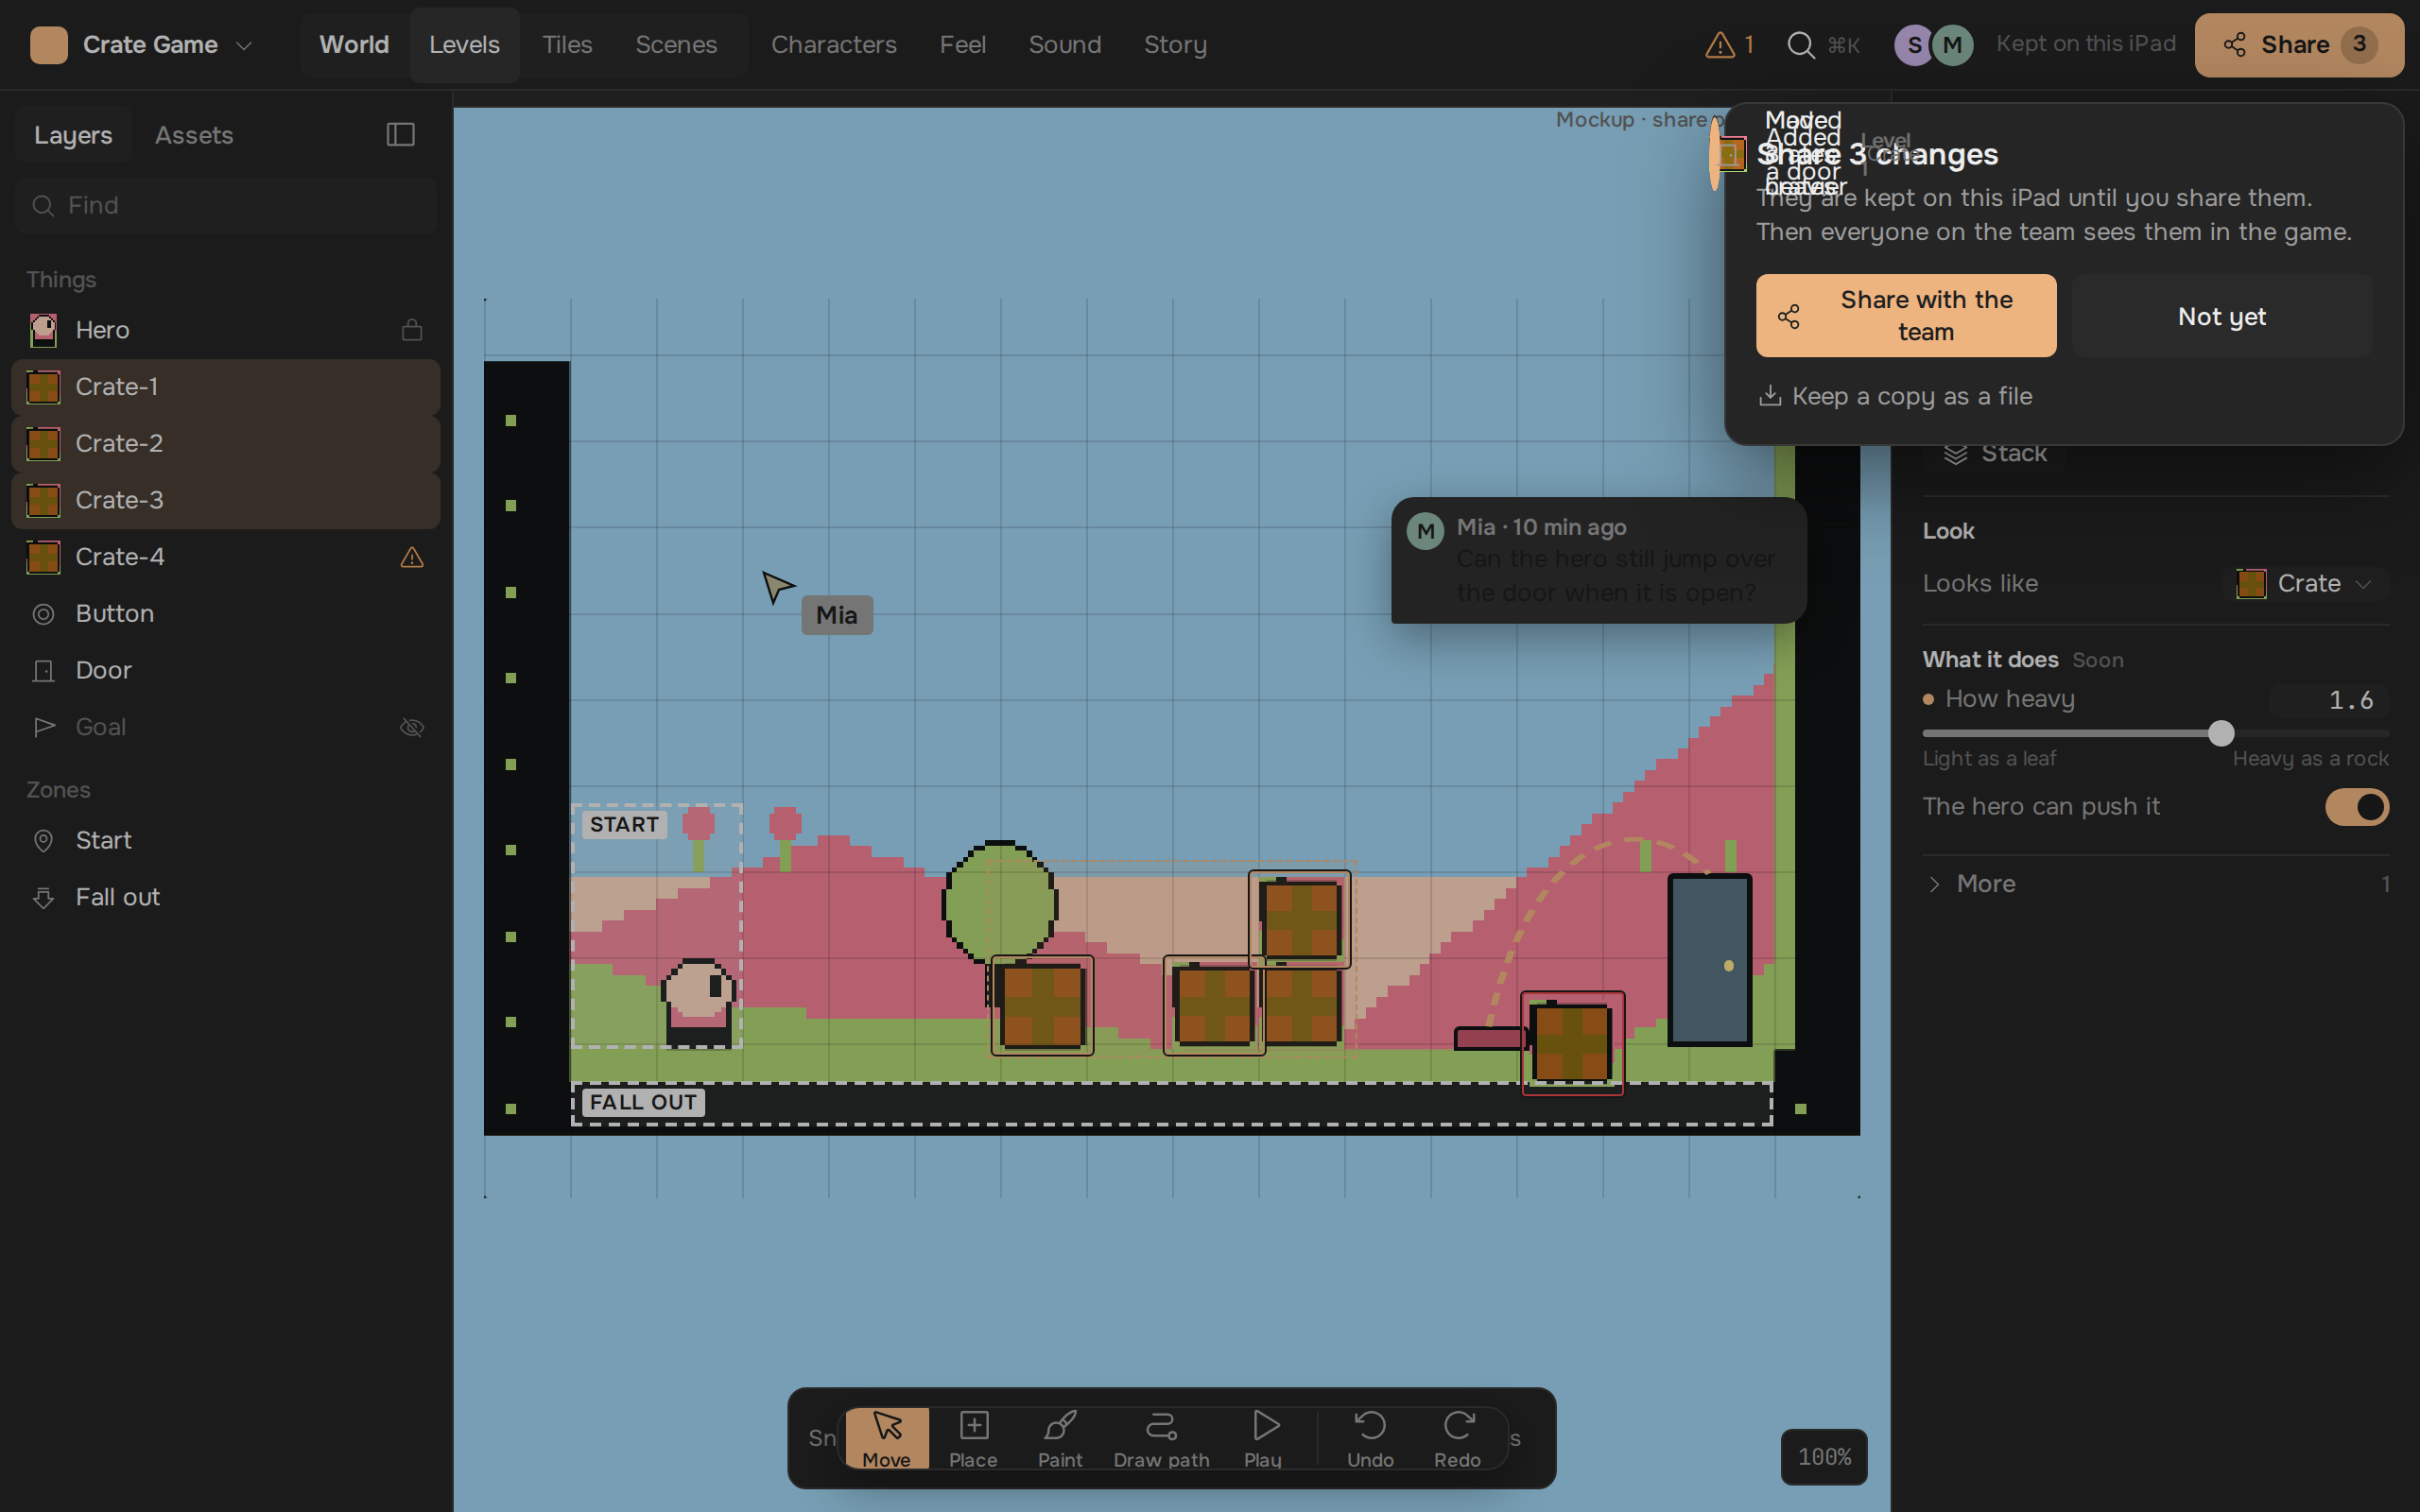 Crate Game
World
Levels
Tiles
Scenes
Characters
Feel
Sound
Story
1
⌘K
S
M
Kept on this iPad
Share
3
Layers
Assets
Find
Things
Hero
Crate-1
Crate-2
Crate-3
Crate-4
Button
Door
Goal
Zones
Start
Fall out
Mockup · share
Share 3 changes
They are kept on this iPad until you share them.
Then everyone on the team sees them in the game.
Share with the
team
Not yet
Keep a copy as a file
Moved
Added
a door
Level
Stack
M
Mia · 10 min ago
Can the hero still jump over
the door when it is open?
Mia
START
FALL OUT
Look
Looks like
Crate
What it does
Soon
How heavy
1.6
Light as a leaf
Heavy as a rock
The hero can push it
More
1
Sn
s
Move
Place
Paint
Draw path
Play
Undo
Redo
100%